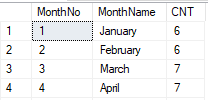 MonthNo MonthName CNT
1 1 January 6
2 2 February 6
3 3 March 7
4 4 April 7